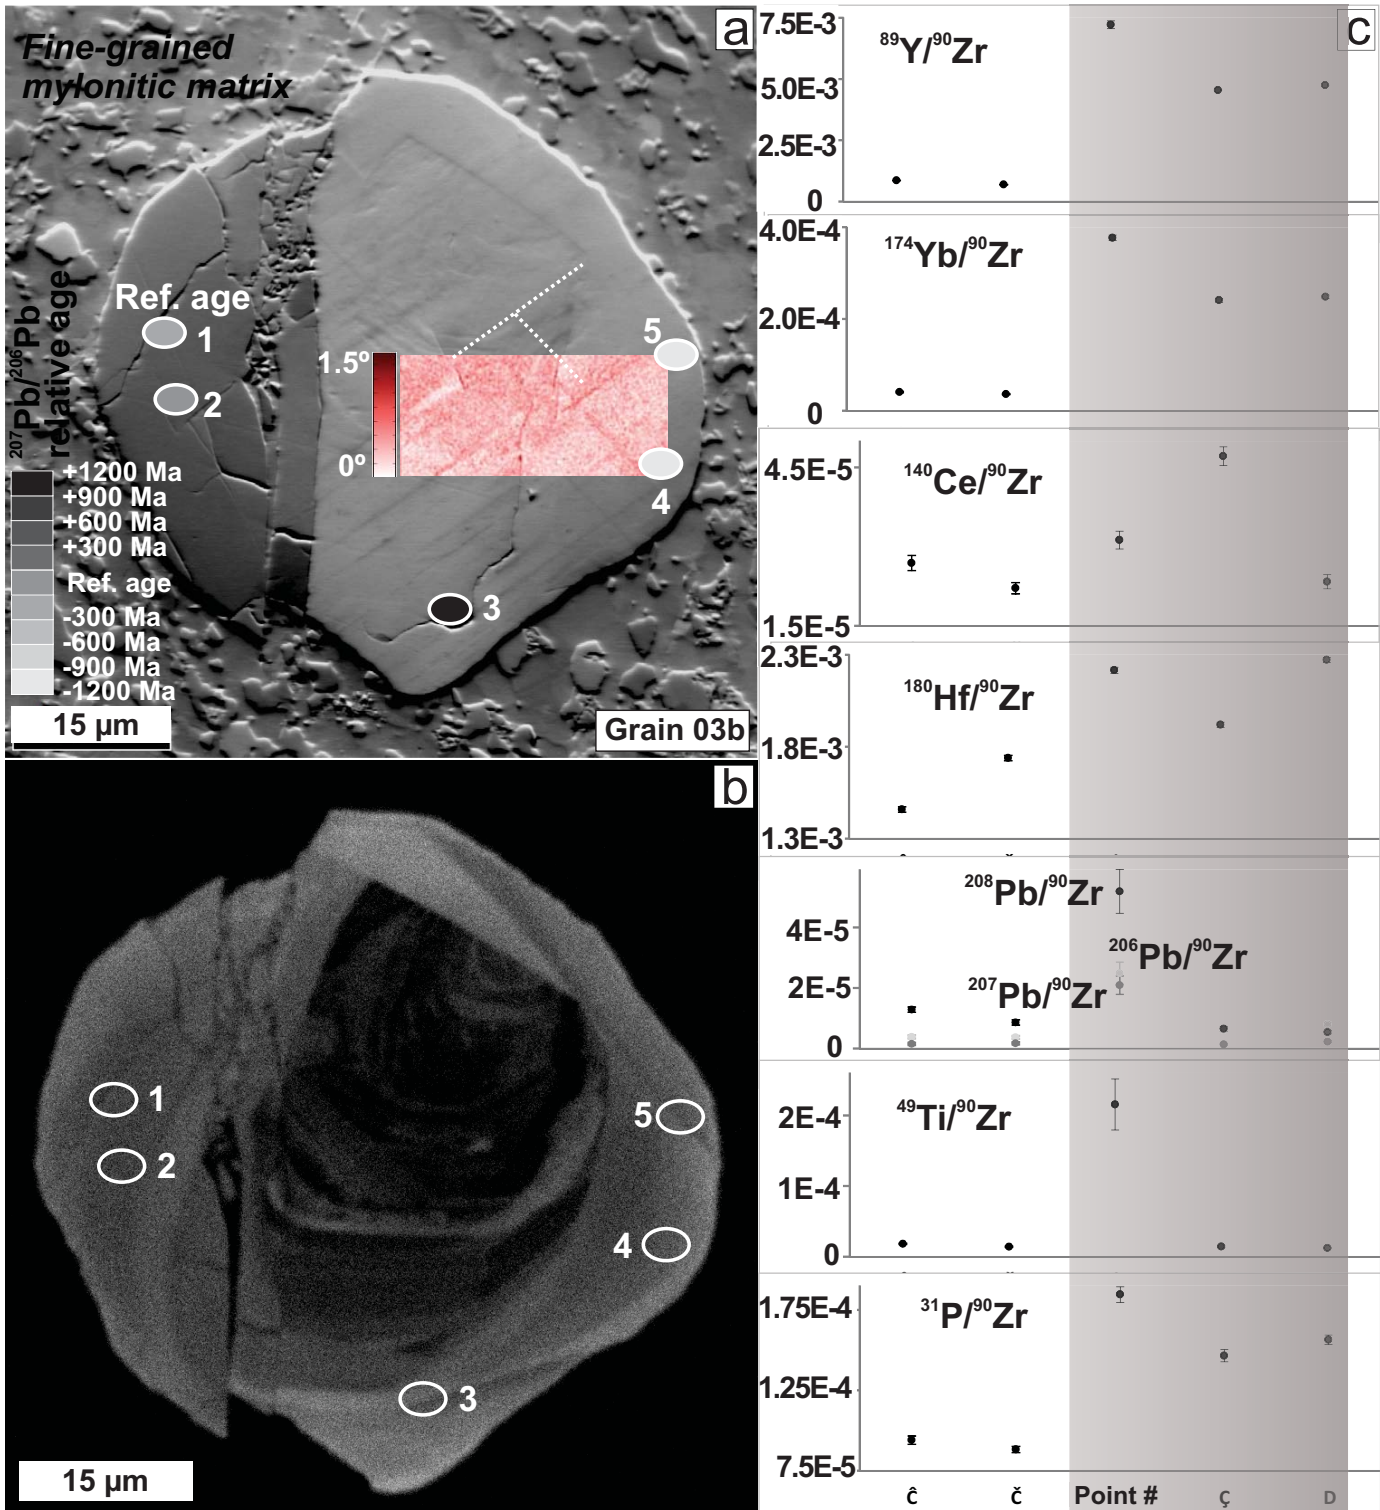 a
Fine-grained
mylonitic matrix
Ref. age
1
2
5
4
3
1.5º
0º
²⁰⁷Pb/²⁰⁶Pb
relative age
+1200 Ma
+900 Ma
+600 Ma
+300 Ma
Ref. age
-300 Ma
-600 Ma
-900 Ma
-1200 Ma
15 µm
Grain 03b
b
1
2
5
4
3
15 µm
c
⁸⁹Y/⁹⁰Zr
7.5E-3
5.0E-3
2.5E-3
0
¹⁷⁴Yb/⁹⁰Zr
4.0E-4
2.0E-4
0
¹⁴⁰Ce/⁹⁰Zr
4.5E-5
1.5E-5
¹⁸⁰Hf/⁹⁰Zr
2.3E-3
1.8E-3
1.3E-3
²⁰⁸Pb/⁹⁰Zr
²⁰⁶Pb/⁹⁰Zr
²⁰⁷Pb/⁹⁰Zr
4E-5
2E-5
0
⁴⁹Ti/⁹⁰Zr
2E-4
1E-4
0
³¹P/⁹⁰Zr
1.75E-4
1.25E-4
7.5E-5
Ĉ Č Point # Ç D